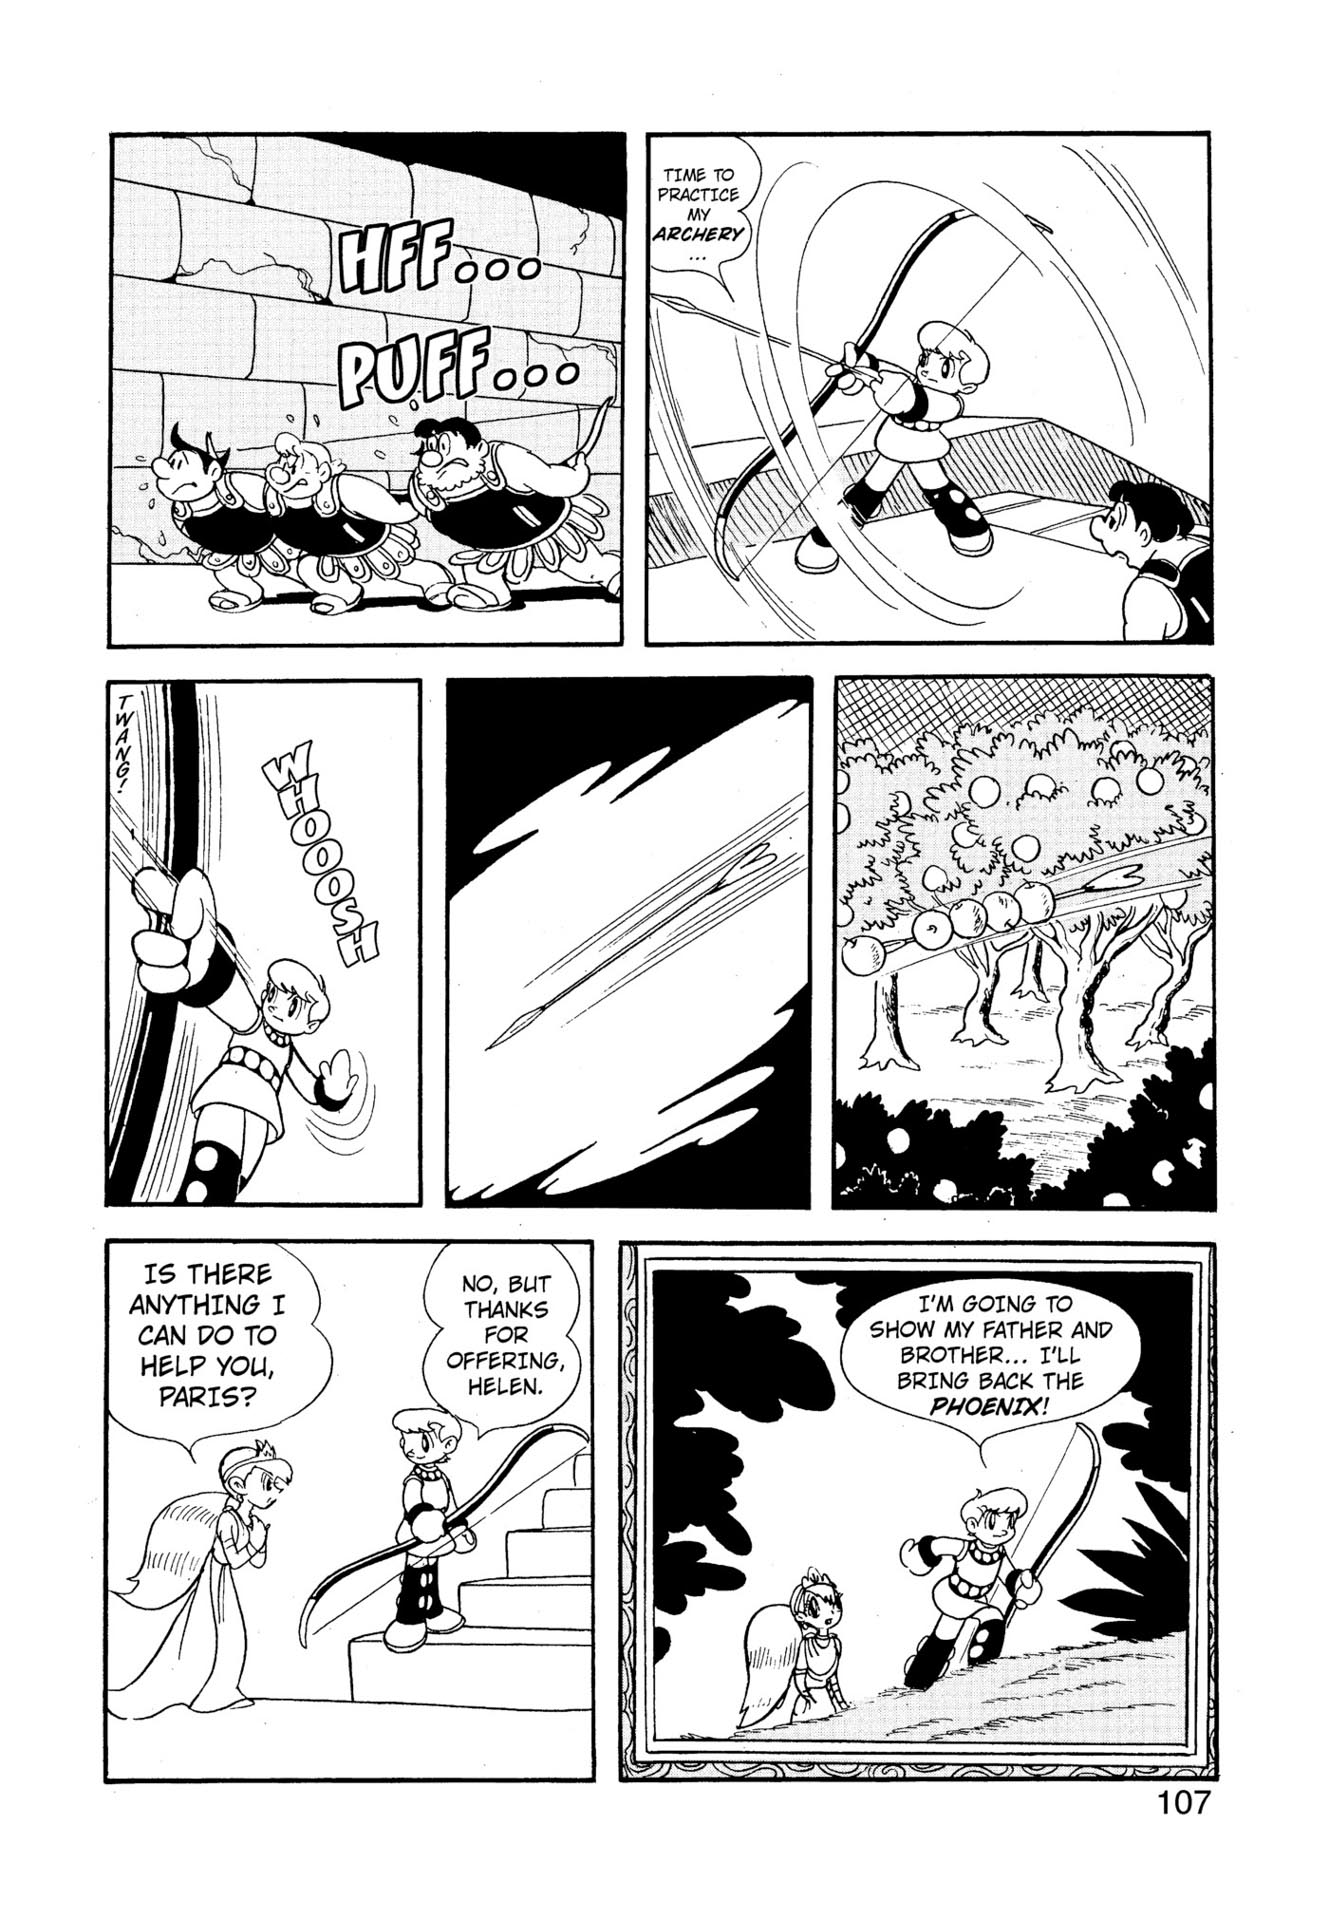 HFF...
PUFF...
TIME TO
PRACTICE
MY
ARCHERY
...
TWANG!
WHOOOSH
IS THERE
ANYTHING I
CAN DO TO
HELP YOU,
PARIS?
NO, BUT
THANKS
FOR
OFFERING,
HELEN.
I'M GOING TO
SHOW MY FATHER AND
BROTHER... I'LL
BRING BACK THE
PHOENIX!
107